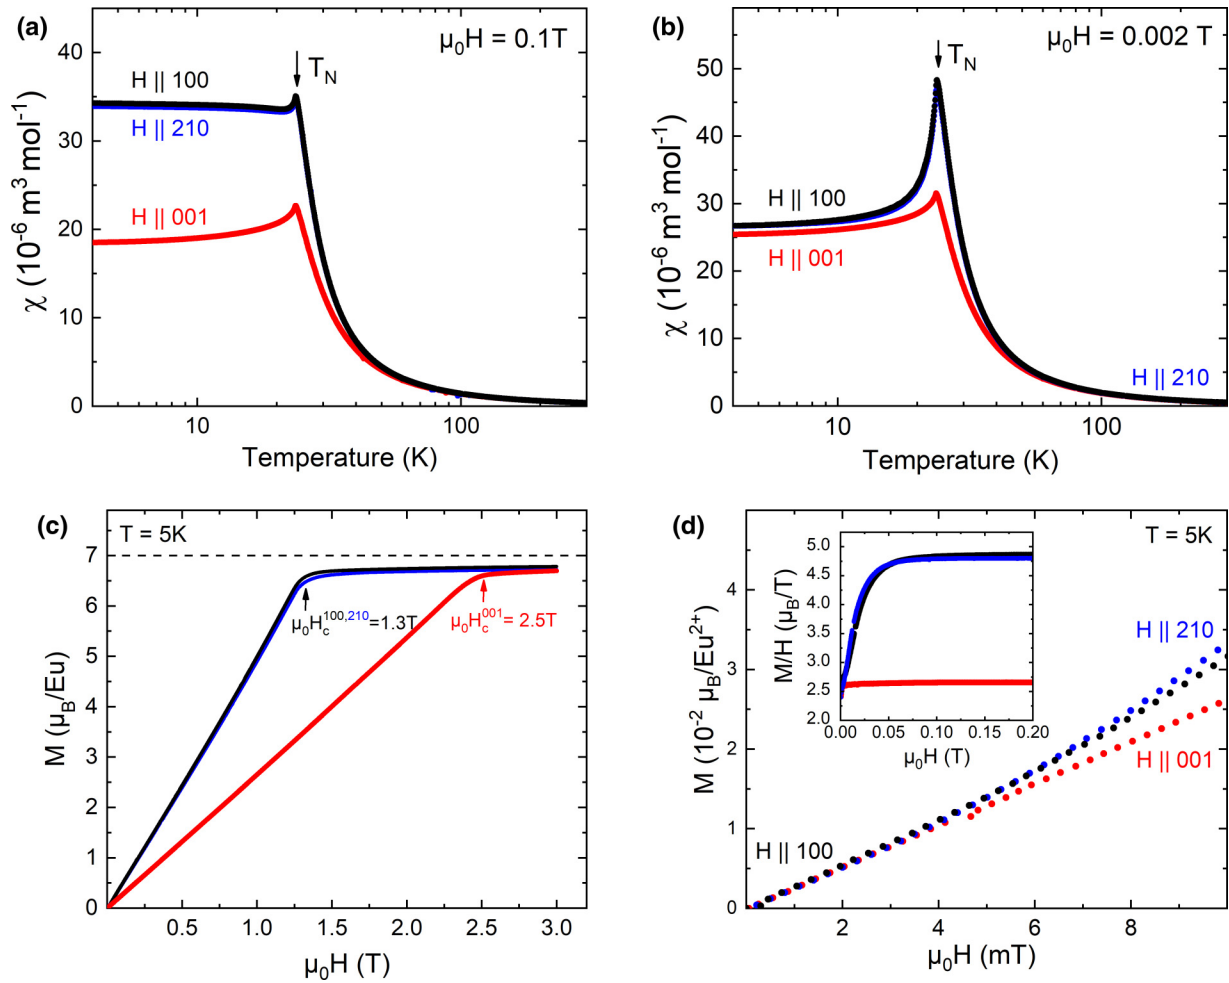 (a)
μ₀H = 0.1T
T_N
H || 100
H || 210
H || 001
χ (10⁻⁶ m³ mol⁻¹)
40
30
20
10
0
10
100
Temperature (K)
(b)
μ₀H = 0.002 T
T_N
H || 100
H || 001
H || 210
χ (10⁻⁶ m³ mol⁻¹)
50
40
30
20
10
0
10
100
Temperature (K)
(c)
T = 5K
μ₀H_c^100,210=1.3T
μ₀H_c^001= 2.5T
M (μ_B/Eu)
7
6
5
4
3
2
1
0
0.5
1.0
1.5
2.0
2.5
3.0
μ₀H (T)
(d)
T = 5K
M/H (μ_B/T)
5.0
4.5
4.0
3.5
3.0
2.5
2.0
0.00
0.05
0.10
0.15
0.20
μ₀H (T)
H || 210
H || 001
H || 100
M (10⁻² μ_B/Eu²⁺)
4
3
2
1
0
2
4
6
8
μ₀H (mT)